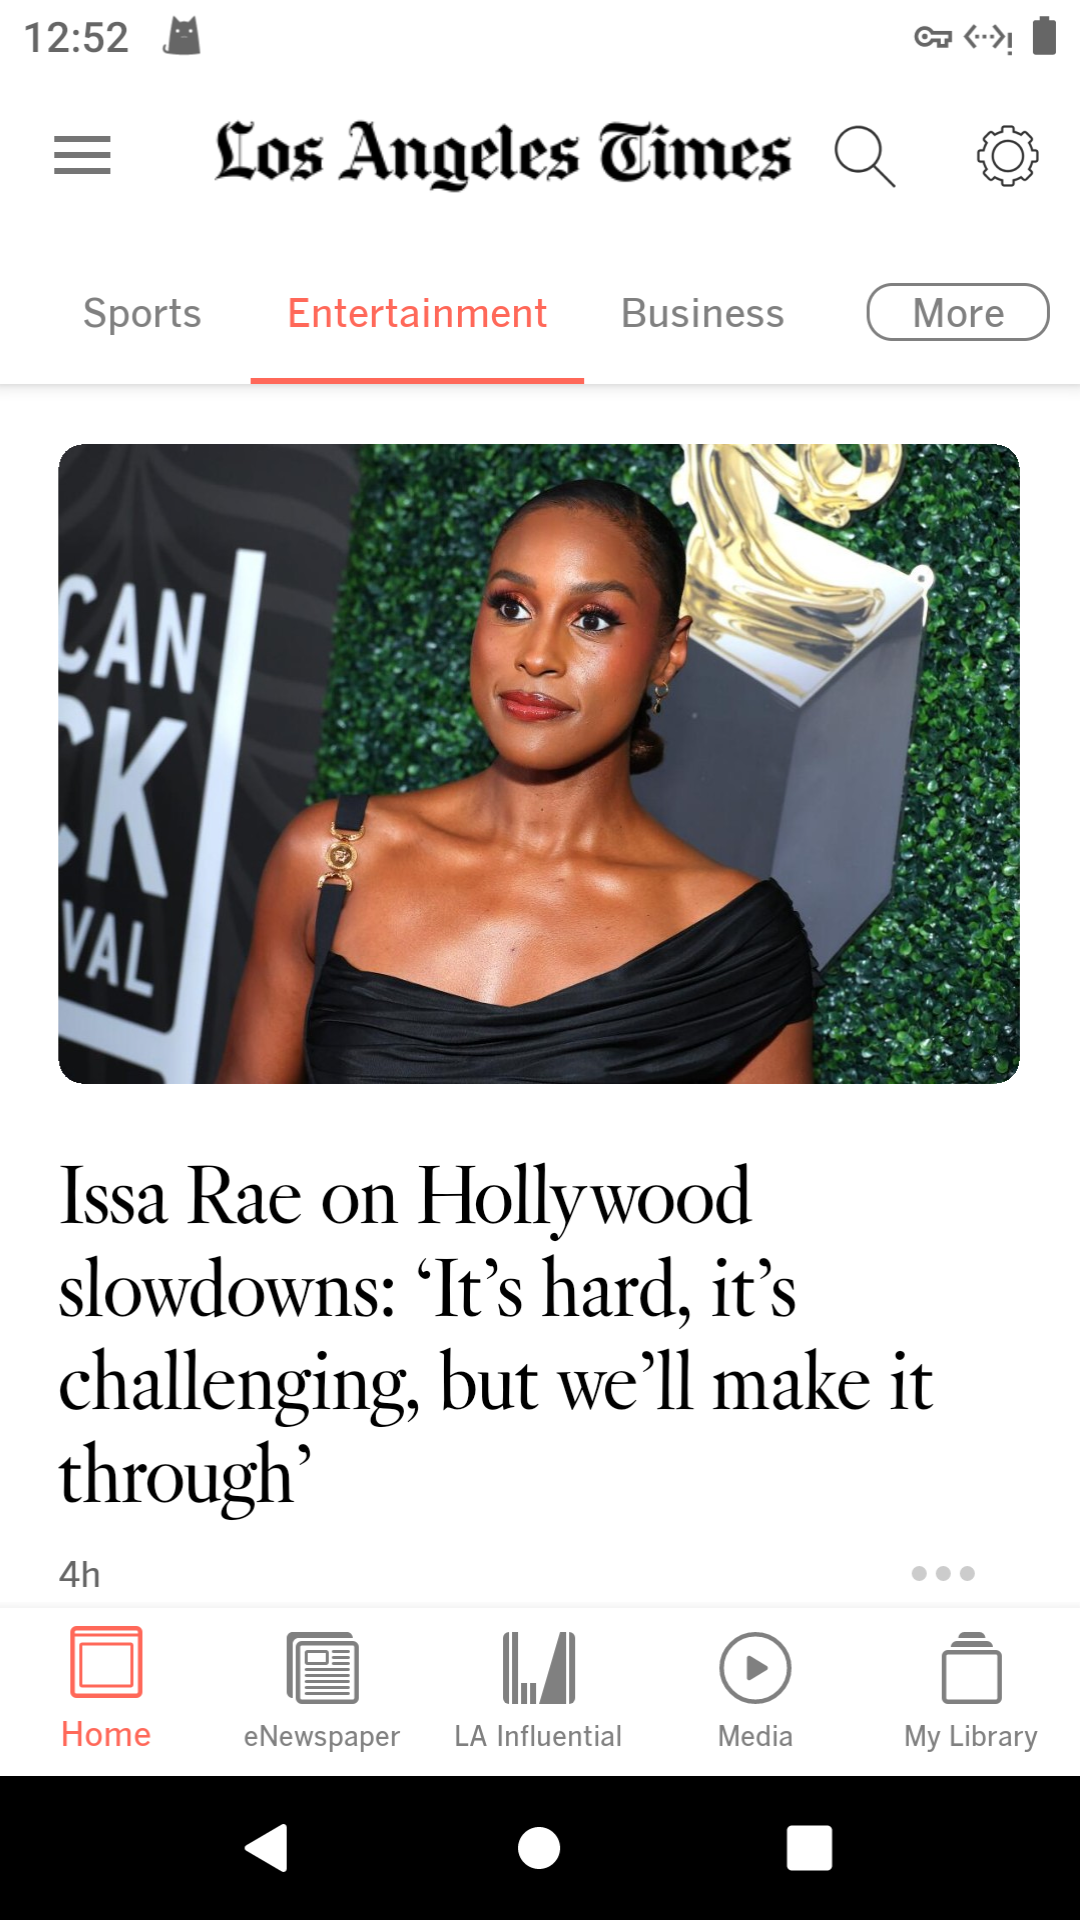 12:52
Los Angeles Times
Sports Entertainment Business More
CAN
CK
VAL
Issa Rae on Hollywood
slowdowns: ‘It’s hard, it’s
challenging, but we’ll make it
through’
4h
Home eNewspaper LA Influential Media My Library